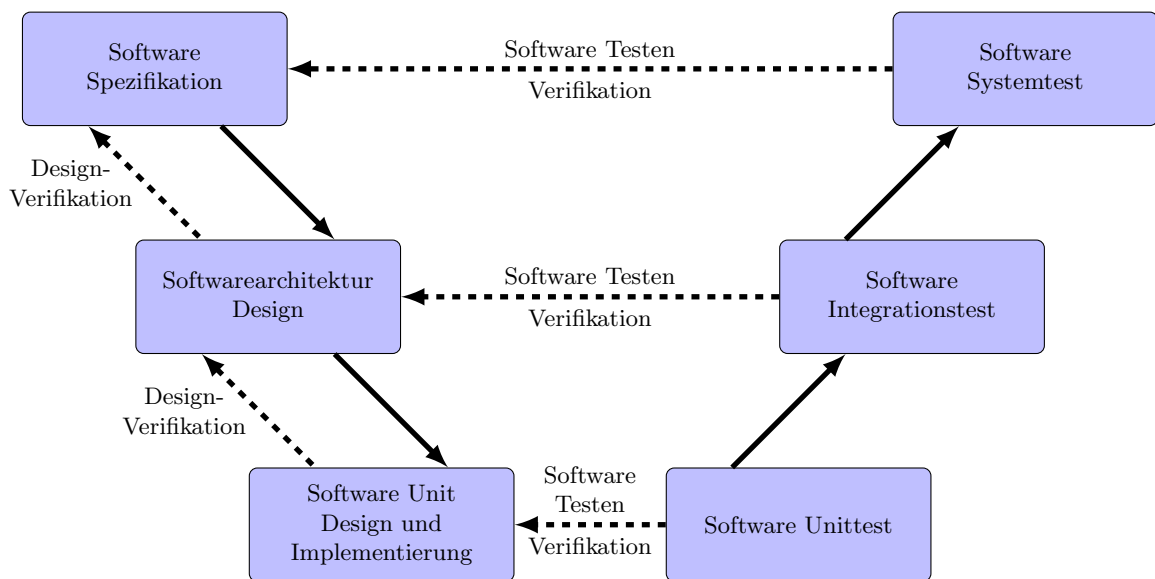 Software
Spezifikation
Software Testen
Verifikation
Software
Systemtest
Design-
Verifikation
Softwarearchitektur
Design
Software Testen
Verifikation
Software
Integrationstest
Design-
Verifikation
Software Unit
Design und
Implementierung
Software
Testen
Verifikation
Software Unittest